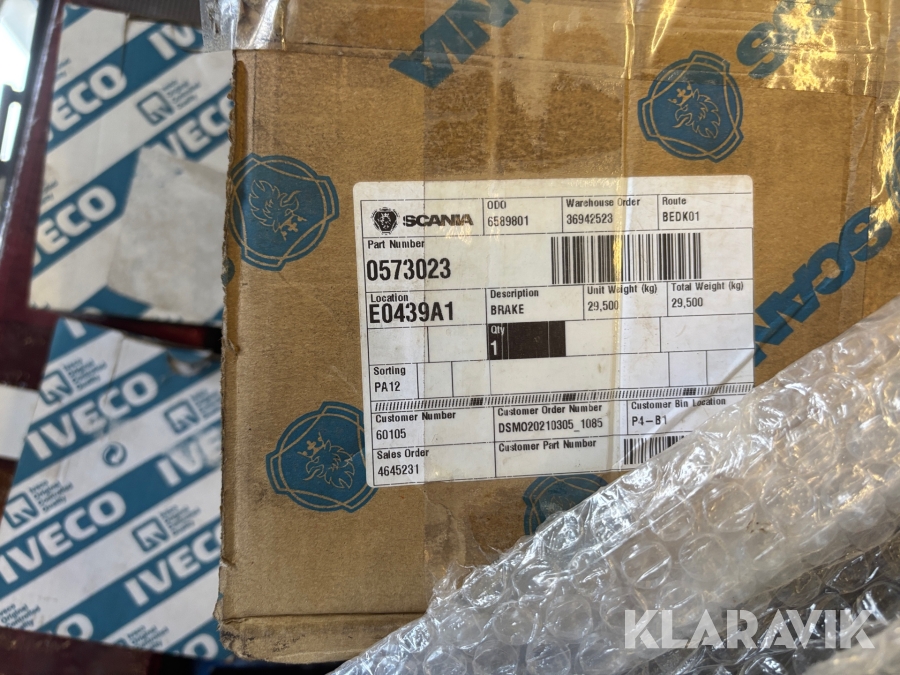 SCANIA
ODO
6589801
Warehouse Order
36942523
Route
BEDK01
Part Number
0573023
Location
E0439A1
Description
BRAKE
Unit Weight (kg)
29,500
Total Weight (kg)
29,500
Qty
1
Sorting
PA12
Customer Number
60105
Customer Order Number
DSMO20210305_1085
Customer Bin Location
P4-B1
Sales Order
4645231
Customer Part Number
IVECO
IVECO
IVECO
IVECO
IVECO
IVECO
KLARAVIK